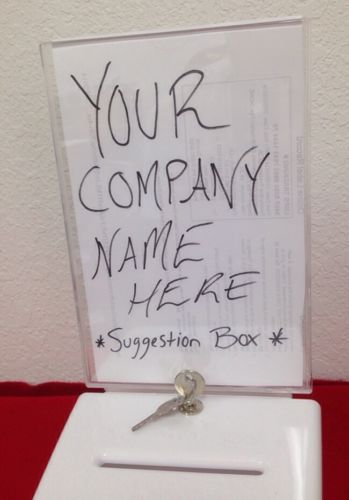 YOUR
COMPANY
NAME
HERE
*Suggestion Box*